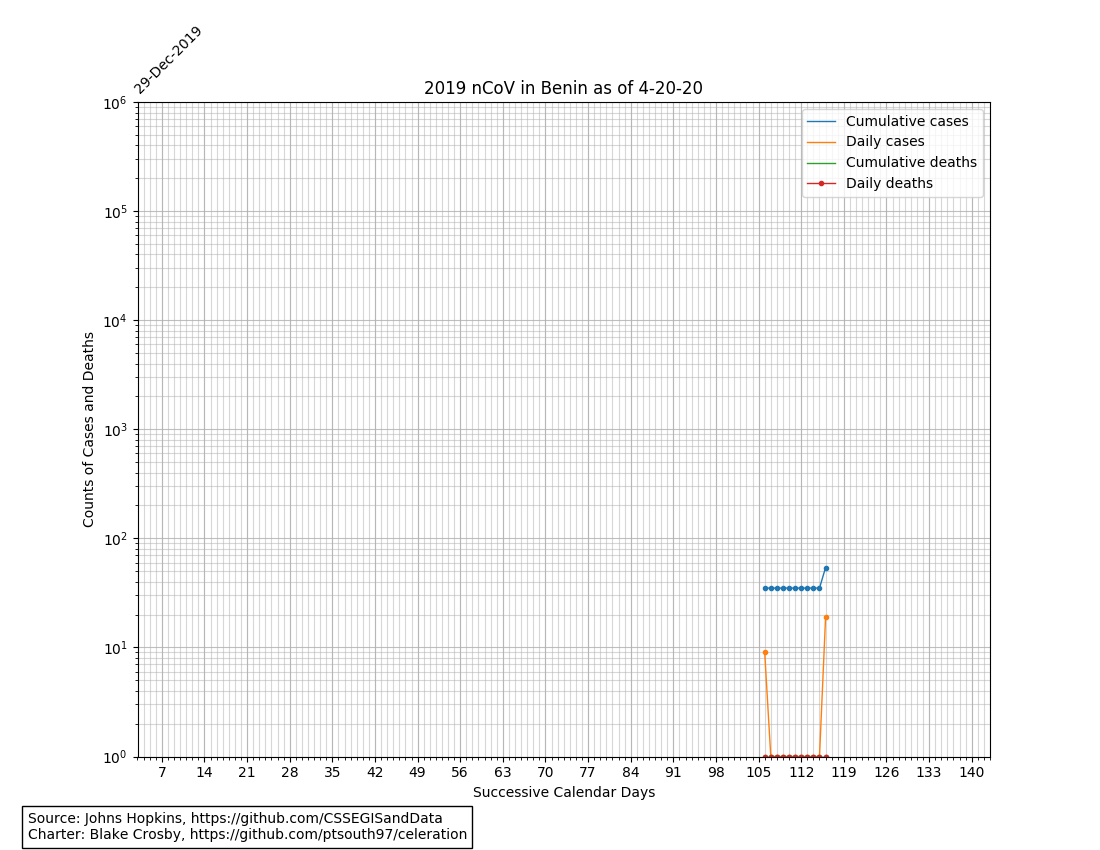 29-Dec-2019
2019 nCoV in Benin as of 4-20-20
Cumulative cases
Daily cases
Cumulative deaths
Daily deaths
Counts of Cases and Deaths
10^6
10^5
10^4
10^3
10^2
10^1
10^0
7 14 21 28 35 42 49 56 63 70 77 84 91 98 105 112 119 126 133 140
Successive Calendar Days
Source: Johns Hopkins, https://github.com/CSSEGISandData
Charter: Blake Crosby, https://github.com/ptsouth97/celeration